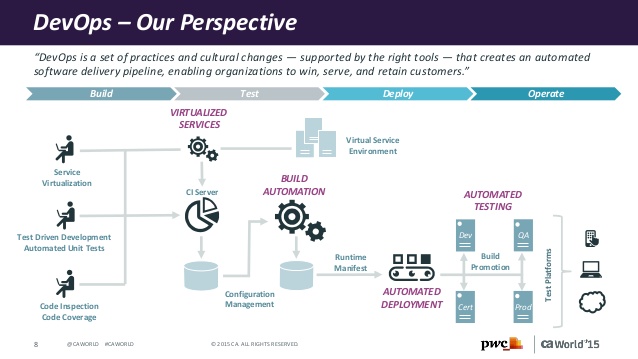 DevOps – Our Perspective
“DevOps is a set of practices and cultural changes — supported by the right tools — that creates an automated
software delivery pipeline, enabling organizations to win, serve, and retain customers.”
Build
Test
Deploy
Operate
VIRTUALIZED
SERVICES
Virtual Service
Environment
Service
Virtualization
CI Server
BUILD
AUTOMATION
AUTOMATED
TESTING
Test Driven Development
Automated Unit Tests
Dev
QA
Build
Promotion
Runtime
Manifest
Test Platforms
Configuration
Management
AUTOMATED
DEPLOYMENT
Cert
Prod
Code Inspection
Code Coverage
8
@CAWORLD #CAWORLD
© 2015 CA. ALL RIGHTS RESERVED.
pwc
ca World ’15